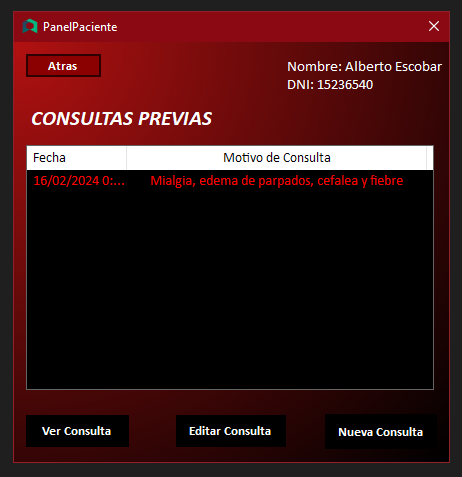 PanelPaciente
Atras
Nombre: Alberto Escobar
DNI: 15236540
CONSULTAS PREVIAS
Fecha Motivo de Consulta
16/02/2024 0:... Mialgia, edema de parpados, cefalea y fiebre
Ver Consulta Editar Consulta Nueva Consulta